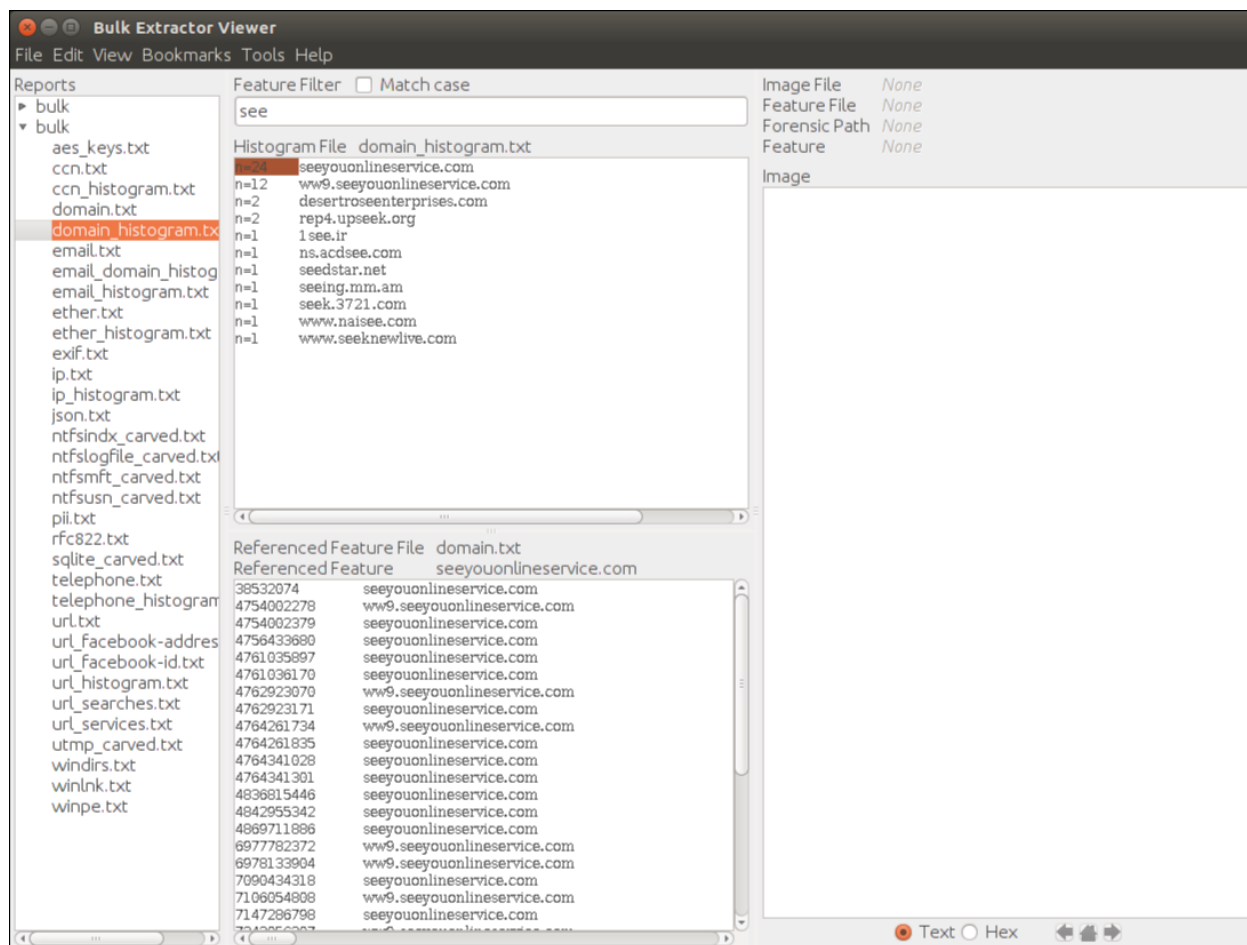 Bulk Extractor Viewer
File Edit View Bookmarks Tools Help
Reports
bulk
bulk
aes_keys.txt
ccn.txt
ccn_histogram.txt
domain.txt
domain_histogram.tx
email.txt
email_domain_histog
email_histogram.txt
ether.txt
ether_histogram.txt
exif.txt
ip.txt
ip_histogram.txt
json.txt
ntfsindx_carved.txt
ntfslogfile_carved.txt
ntfsmft_carved.txt
ntfsusn_carved.txt
pii.txt
rfc822.txt
sqlite_carved.txt
telephone.txt
telephone_histogram
url.txt
url_facebook-addres
url_facebook-id.txt
url_histogram.txt
url_searches.txt
url_services.txt
utmp_carved.txt
windirs.txt
winlnk.txt
winpe.txt
Feature Filter Match case
see
Histogram File domain_histogram.txt
n=24 seeyouonlineservice.com
n=12 ww9.seeyouonlineservice.com
n=2 desertroseenterprises.com
n=2 rep4.upseek.org
n=1 1see.ir
n=1 ns.acdsee.com
n=1 seedstar.net
n=1 seeing.mm.am
n=1 seek.3721.com
n=1 www.naisee.com
n=1 www.seeknewlive.com
Referenced Feature File domain.txt
Referenced Feature seeyouonlineservice.com
38532074 seeyouonlineservice.com
4754002278 ww9.seeyouonlineservice.com
4754002379 seeyouonlineservice.com
4756433680 seeyouonlineservice.com
4761035897 seeyouonlineservice.com
4761036170 seeyouonlineservice.com
4762923070 ww9.seeyouonlineservice.com
4762923171 seeyouonlineservice.com
4764261734 ww9.seeyouonlineservice.com
4764261835 seeyouonlineservice.com
4764341028 seeyouonlineservice.com
4764341301 seeyouonlineservice.com
4836815446 seeyouonlineservice.com
4842955342 seeyouonlineservice.com
4869711886 seeyouonlineservice.com
6977782372 ww9.seeyouonlineservice.com
6978133904 ww9.seeyouonlineservice.com
7090434318 seeyouonlineservice.com
7106054808 ww9.seeyouonlineservice.com
7147286798 seeyouonlineservice.com
Image File None
Feature File None
Forensic Path None
Feature None
Image
Text Hex